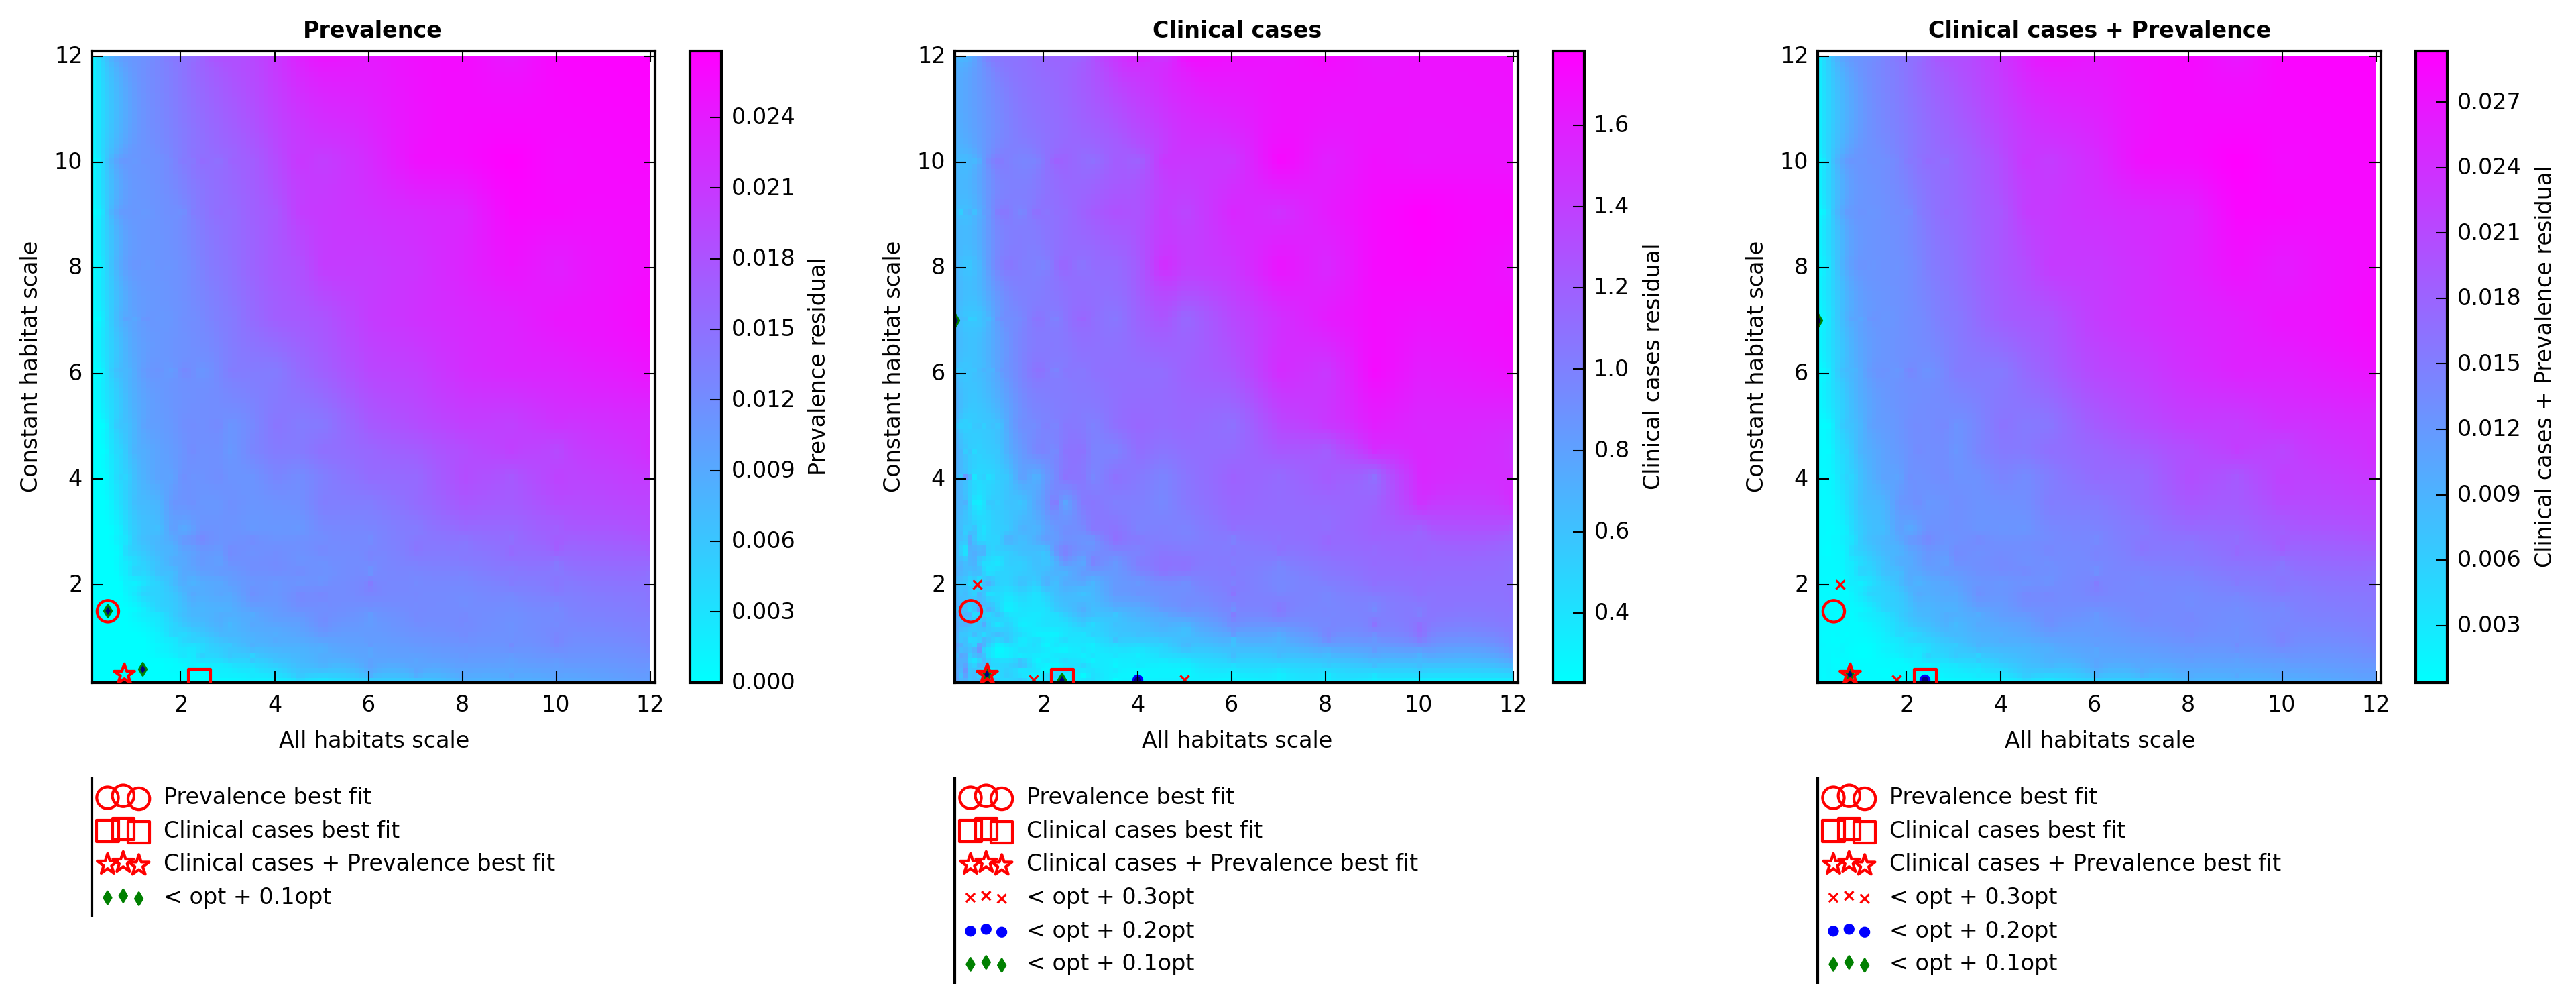 Prevalence
12
10
8
6
4
2
Constant habitat scale
2 4 6 8 10 12
All habitats scale
0.024
0.021
0.018
0.015
0.012
0.009
0.006
0.003
0.000
Prevalence residual
Prevalence best fit
Clinical cases best fit
Clinical cases + Prevalence best fit
< opt + 0.1opt
Clinical cases
12
10
8
6
4
2
Constant habitat scale
2 4 6 8 10 12
All habitats scale
1.6
1.4
1.2
1.0
0.8
0.6
0.4
Clinical cases residual
Prevalence best fit
Clinical cases best fit
Clinical cases + Prevalence best fit
< opt + 0.3opt
< opt + 0.2opt
< opt + 0.1opt
Clinical cases + Prevalence
12
10
8
6
4
2
Constant habitat scale
2 4 6 8 10 12
All habitats scale
0.027
0.024
0.021
0.018
0.015
0.012
0.009
0.006
0.003
Clinical cases + Prevalence residual
Prevalence best fit
Clinical cases best fit
Clinical cases + Prevalence best fit
< opt + 0.3opt
< opt + 0.2opt
< opt + 0.1opt